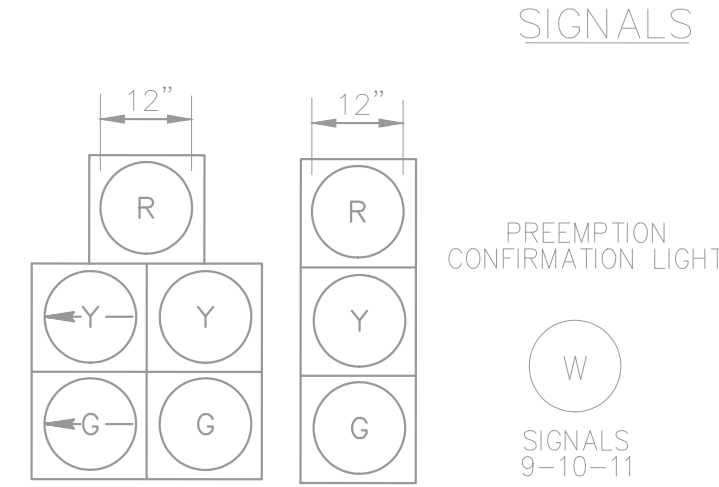 SIGNALS
12" 12"
R R
PREEMPTION
CONFIRMATION LIGHT
Y Y Y
W
G G G
SIGNALS
9-10-11